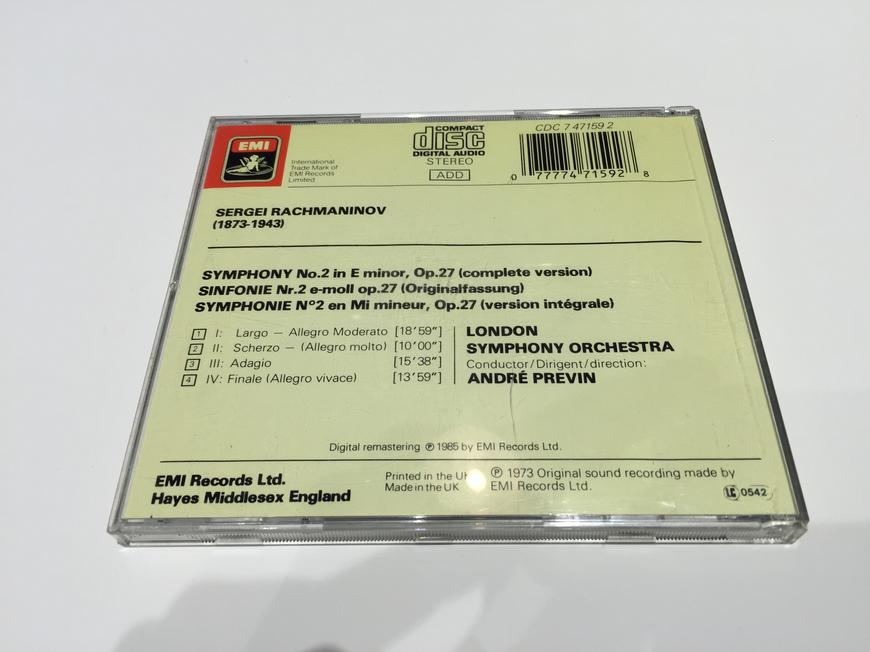 EMI
International
Trade Mark of
EMI Records
Limited
COMPACT
disc
DIGITAL AUDIO
STEREO
ADD
CDC 7 47159 2
0 77774 71592 8
SERGEI RACHMANINOV
(1873-1943)
SYMPHONY No.2 in E minor, Op.27 (complete version)
SINFONIE Nr.2 e-moll op.27 (Originalfassung)
SYMPHONIE Nº2 en Mi mineur, Op.27 (version intégrale)
1 I: Largo — Allegro Moderato [18'59"]
2 II: Scherzo — (Allegro molto) [10'00"]
3 III: Adagio [15'38"]
4 IV: Finale (Allegro vivace) [13'59"]
LONDON
SYMPHONY ORCHESTRA
Conductor/Dirigent/direction:
ANDRÉ PREVIN
Digital remastering ℗ 1985 by EMI Records Ltd.
EMI Records Ltd.
Hayes Middlesex England
Printed in the UK
Made in the UK
℗ 1973 Original sound recording made by
EMI Records Ltd.
LC 0542